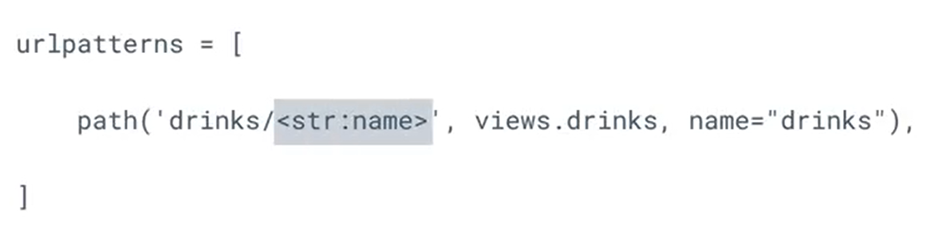 urlpatterns = [
path('drinks/<str:name>', views.drinks, name="drinks"),
]